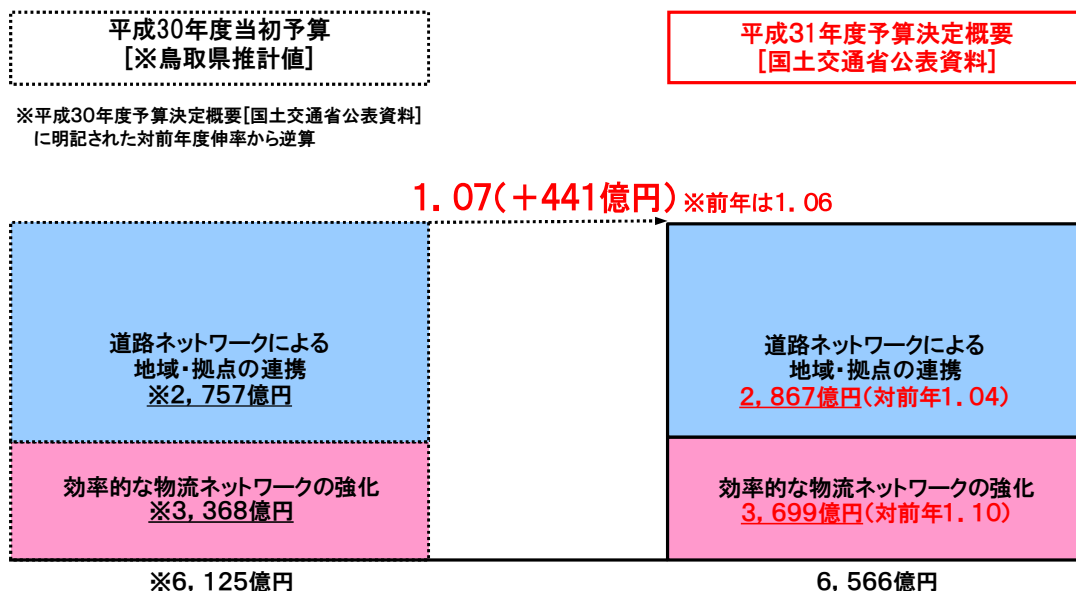 平成30年度当初予算
[※鳥取県推計値]
平成31年度予算決定概要
[国土交通省公表資料]
※平成30年度予算決定概要[国土交通省公表資料]
に明記された対前年度伸率から逆算
1．07(＋441億円)※前年は1．06
道路ネットワークによる
地域・拠点の連携
※2，757億円
道路ネットワークによる
地域・拠点の連携
2，867億円(対前年1．04)
効率的な物流ネットワークの強化
※3，368億円
効率的な物流ネットワークの強化
3，699億円(対前年1．10)
※6，125億円
6，566億円